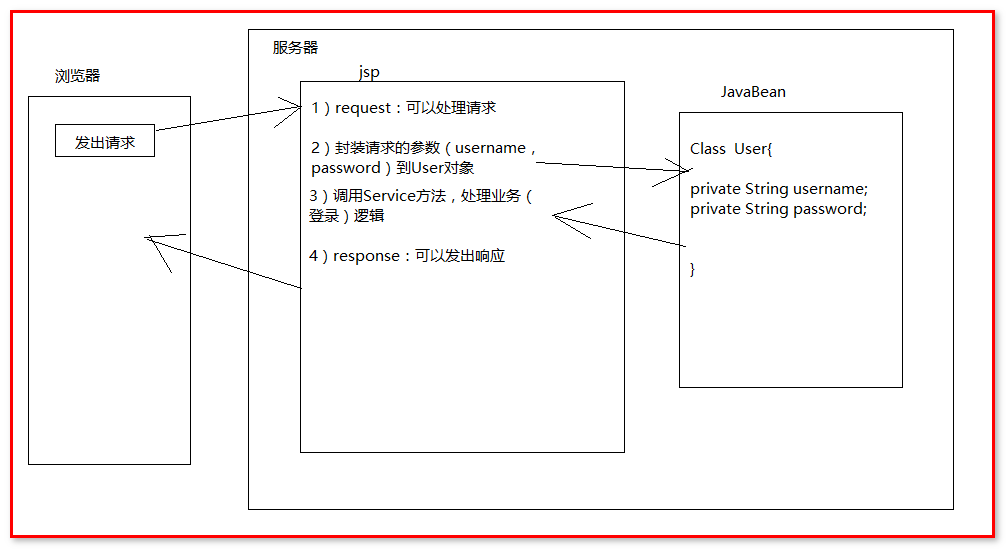 服务器
浏览器
jsp
JavaBean
发出请求
1）request：可以处理请求
2）封装请求的参数（username，
password）到User对象
3）调用Service方法，处理业务（
登录）逻辑
4）response：可以发出响应
Class  User{
private String username;
private String password;
}